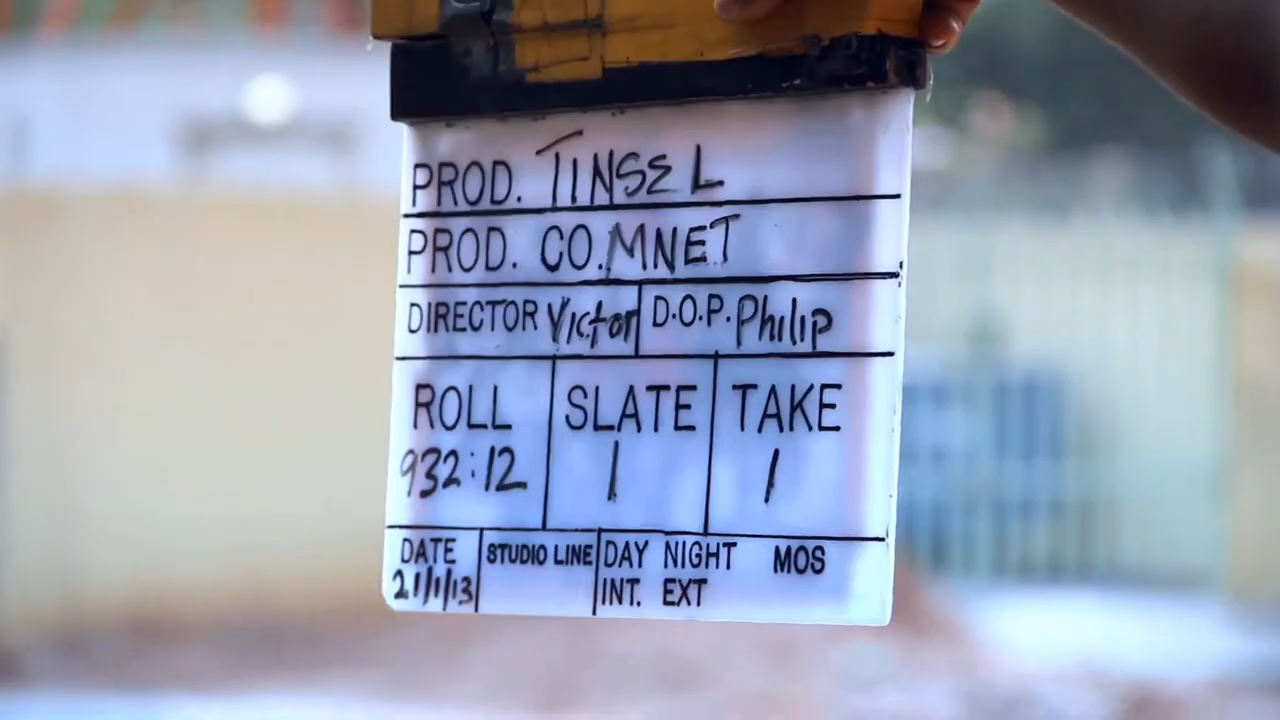 PROD. TINSEL
PROD. CO. MNET
DIRECTOR Victor D.O.P. Philip
ROLL SLATE TAKE
932:12 1 1
DATE STUDIO LINE DAY NIGHT MOS
21/1/13 INT. EXT